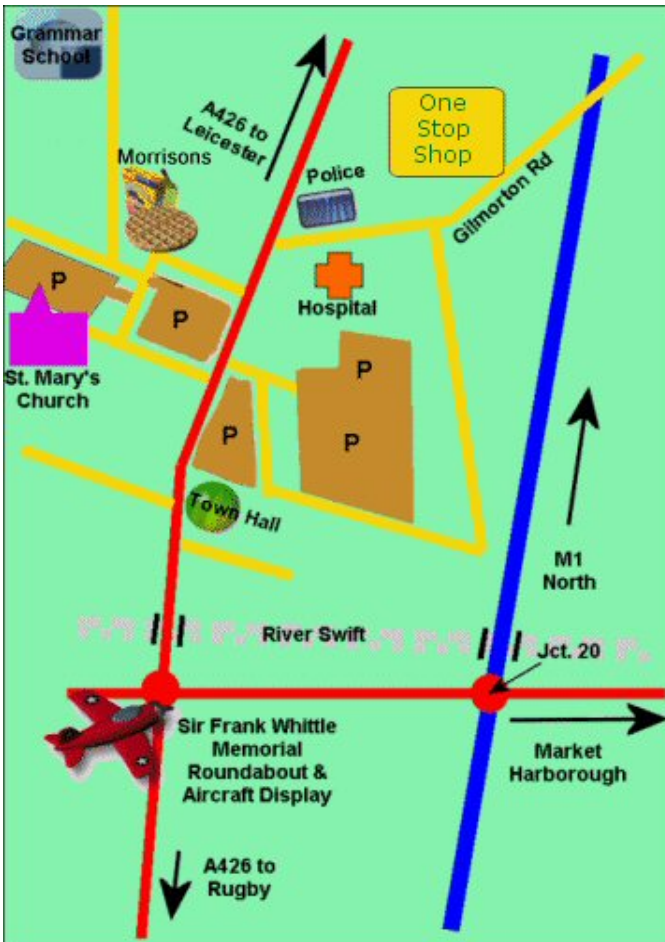 Grammar
School
A426 to
Leicester
One
Stop
Shop
Morrisons
Police
Gilmorton Rd
P
P
Hospital
St. Mary's
Church
P
P
P
Town Hall
M1
North
River Swift
Jct. 20
Sir Frank Whittle
Memorial
Roundabout &
Aircraft Display
Market
Harborough
A426 to
Rugby